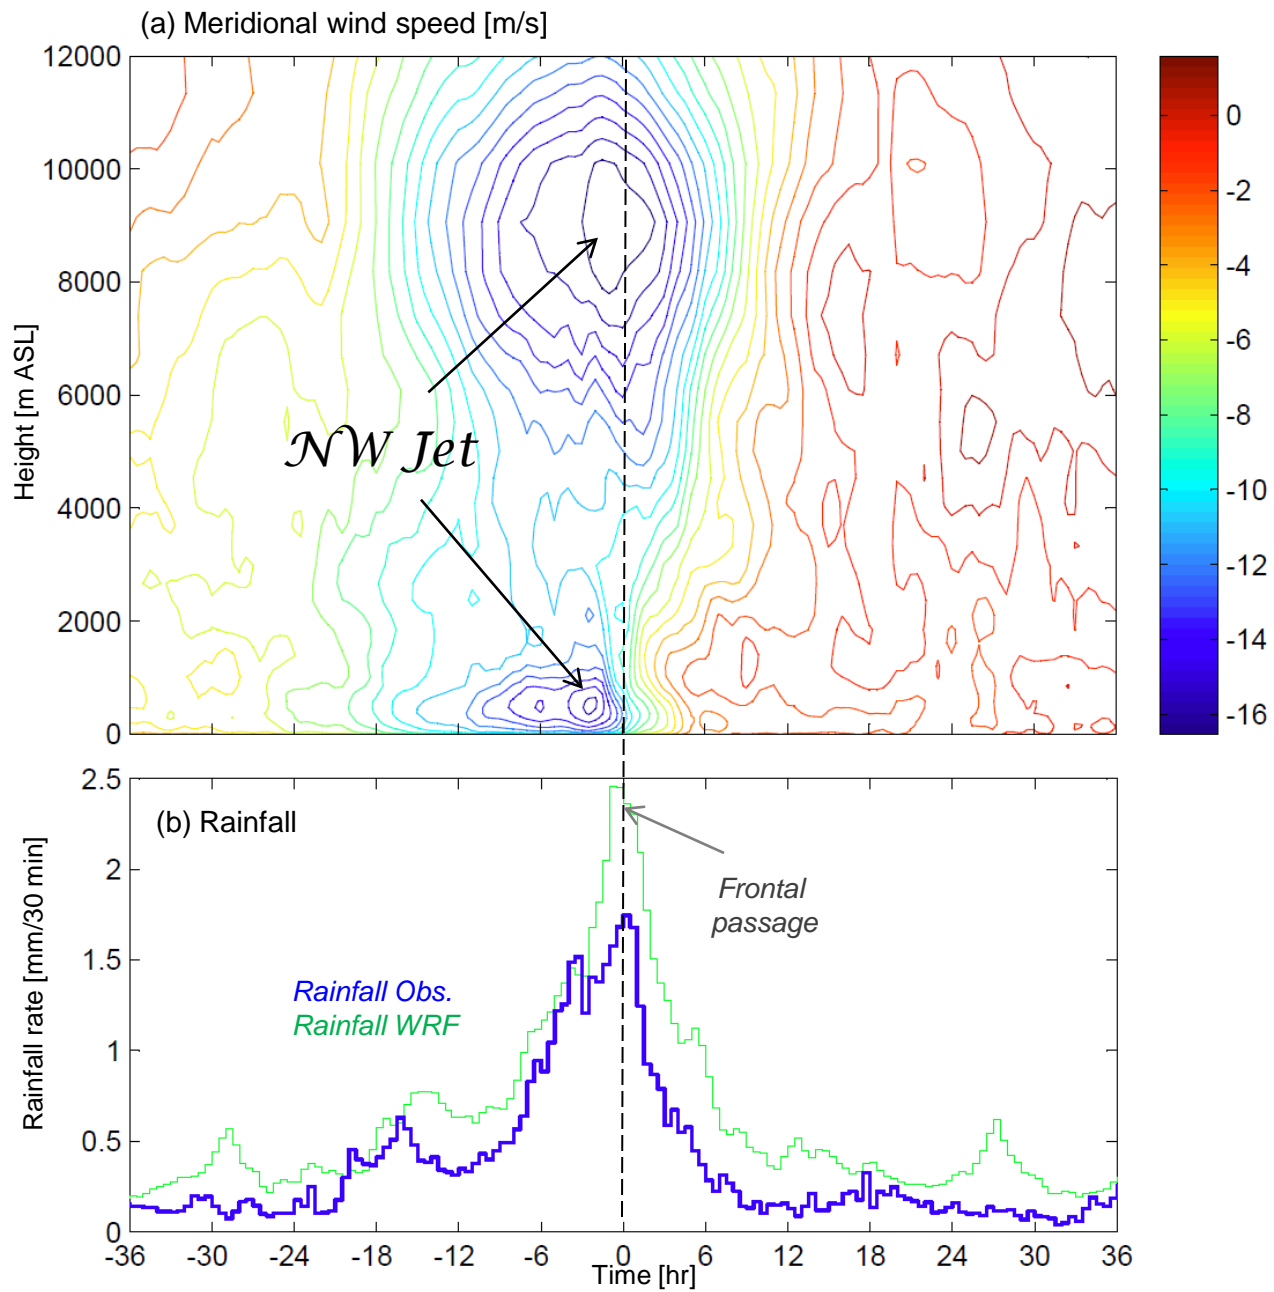 (a) Meridional wind speed [m/s]
12000
10000
8000
6000
4000
2000
0
Height [m ASL]
NW Jet
0
-2
-4
-6
-8
-10
-12
-14
-16
(b) Rainfall
2.5
2
1.5
1
0.5
0
Rainfall rate [mm/30 min]
Frontal
passage
Rainfall Obs.
Rainfall WRF
-36 -30 -24 -18 -12 -6 0 6 12 18 24 30 36
Time [hr]